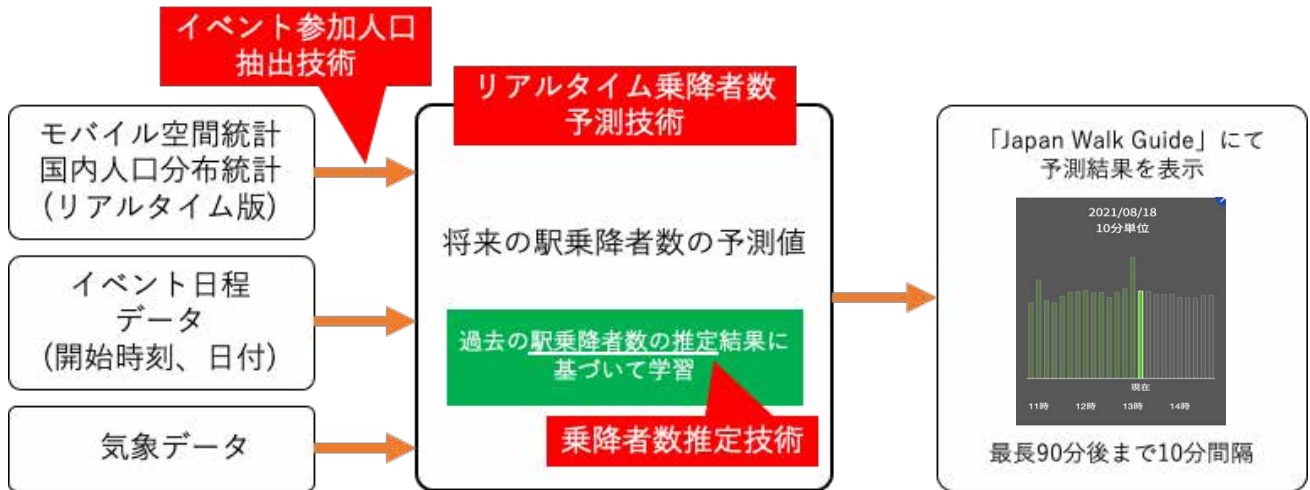 イベント参加人口
抽出技術
モバイル空間統計
国内人口分布統計
(リアルタイム版)
イベント日程
データ
(開始時刻、日付)
気象データ
リアルタイム乗降者数
予測技術
将来の駅乗降者数の予測値
過去の駅乗降者数の推定結果に
基づいて学習
乗降者数推定技術
「Japan Walk Guide」にて
予測結果を表示
2021/08/18
10分単位
現在
11時 12時 13時 14時
最長90分後まで10分間隔